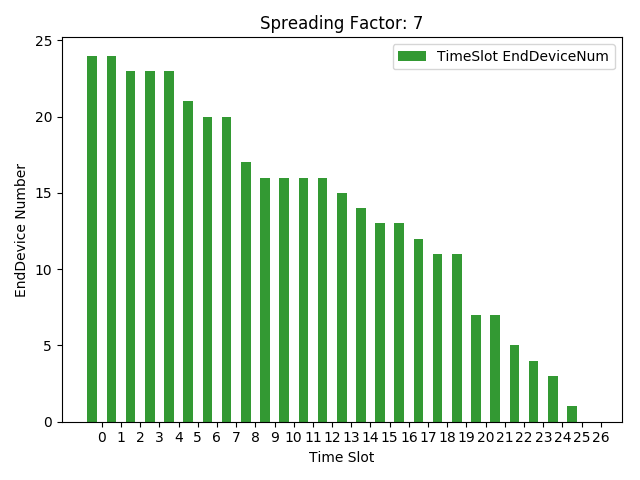 Spreading Factor: 7
TimeSlot EndDeviceNum
EndDevice Number
25
20
15
10
5
0
0 1 2 3 4 5 6 7 8 9 10 11 12 13 14 15 16 17 18 19 20 21 22 23 24 25 26
Time Slot